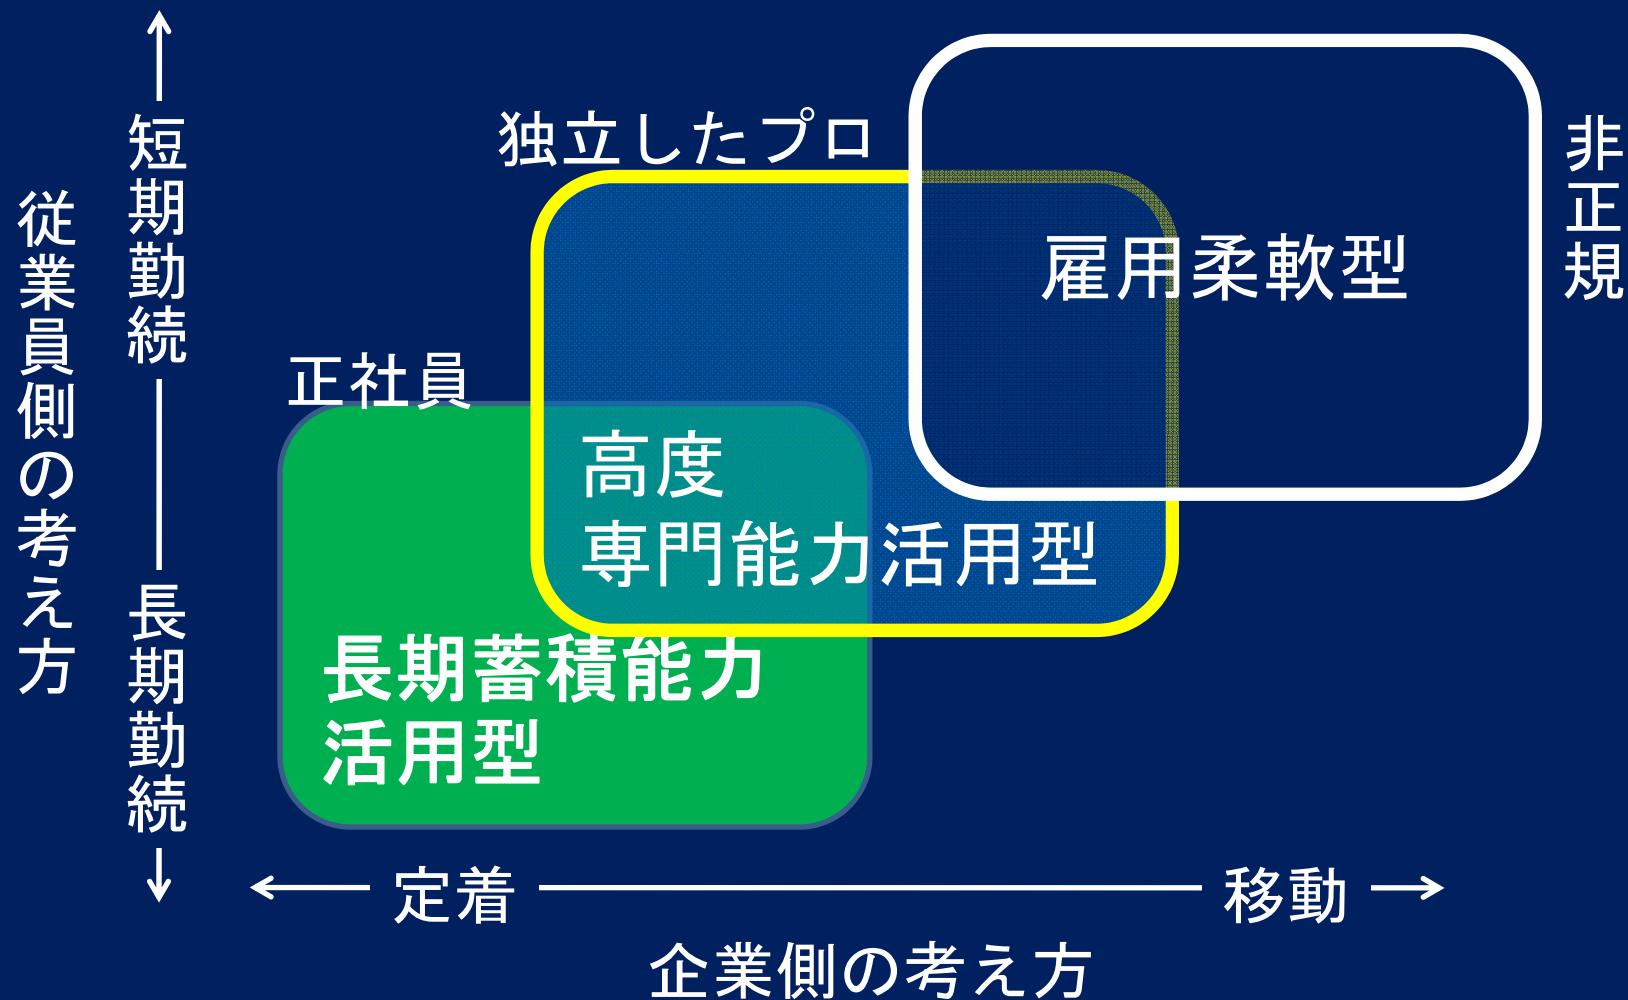 従業員側の考え方
短期勤続
長期勤続
独立したプロ
非正規
雇用柔軟型
正社員
高度
専門能力活用型
長期蓄積能力
活用型
定着
移動
企業側の考え方